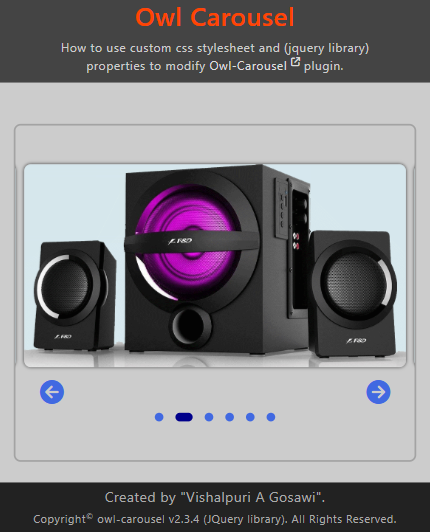 Owl Carousel
How to use custom css stylesheet and (jquery library)
properties to modify Owl-Carousel plugin.
F&D
F&D
F&D
Created by "Vishalpuri A Gosawi".
Copyright© owl-carousel v2.3.4 (JQuery library). All Rights Reserved.